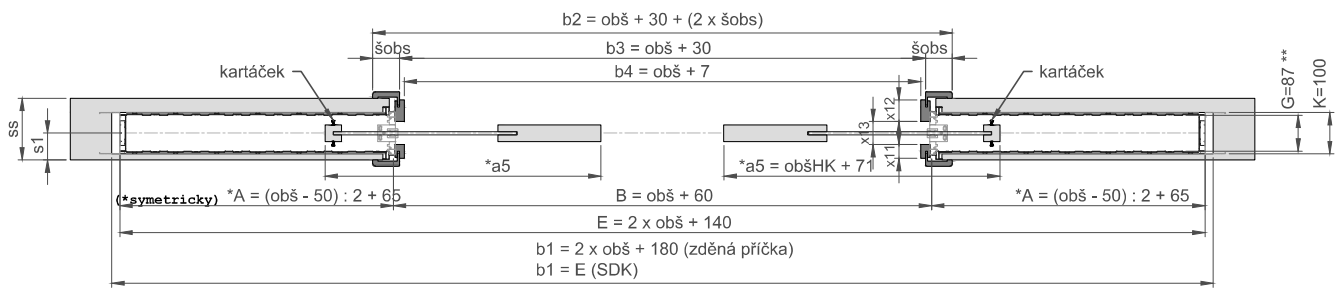 b2 = obš + 30 + (2 x šobs)
šobs
b3 = obš + 30
šobs
kartáček
b4 = obš + 7
kartáček
ss
s1
x12
x13
x11
G=87 **
K=100
*a5
*a5 = obšHK + 71
(*symetricky)
*A = (obš - 50) : 2 + 65
B = obš + 60
*A = (obš - 50) : 2 + 65
E = 2 x obš + 140
b1 = 2 x obš + 180 (zděná příčka)
b1 = E (SDK)